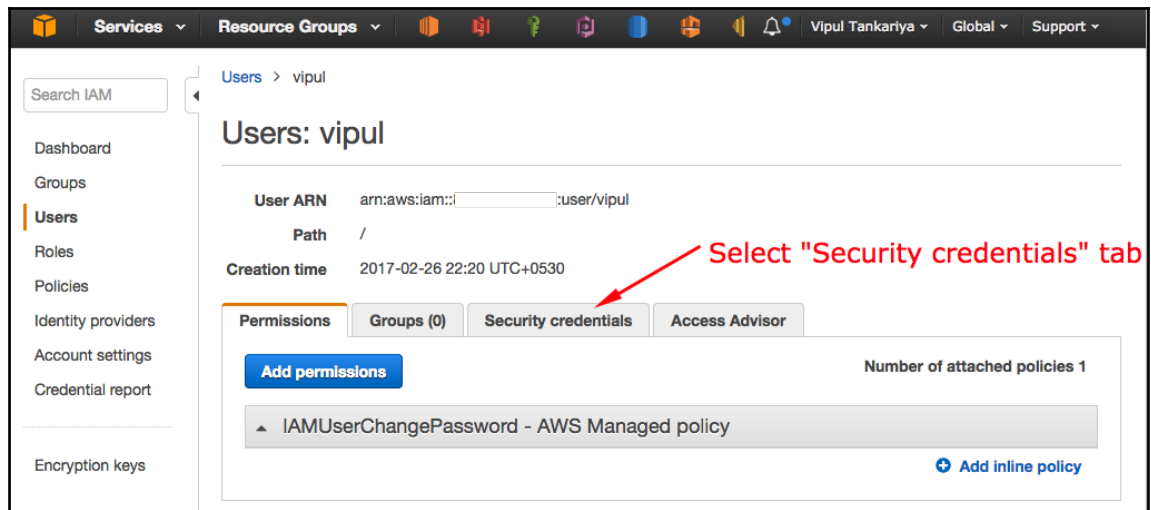 Services Resource Groups Vipul Tankariya Global Support
Search IAM
Dashboard
Groups
Users
Roles
Policies
Identity providers
Account settings
Credential report
Encryption keys
Users > vipul
Users: vipul
User ARN arn:aws:iam:: :user/vipul
Path /
Creation time 2017-02-26 22:20 UTC+0530
Select "Security credentials" tab
Permissions Groups (0) Security credentials Access Advisor
Add permissions Number of attached policies 1
IAMUserChangePassword - AWS Managed policy
Add inline policy